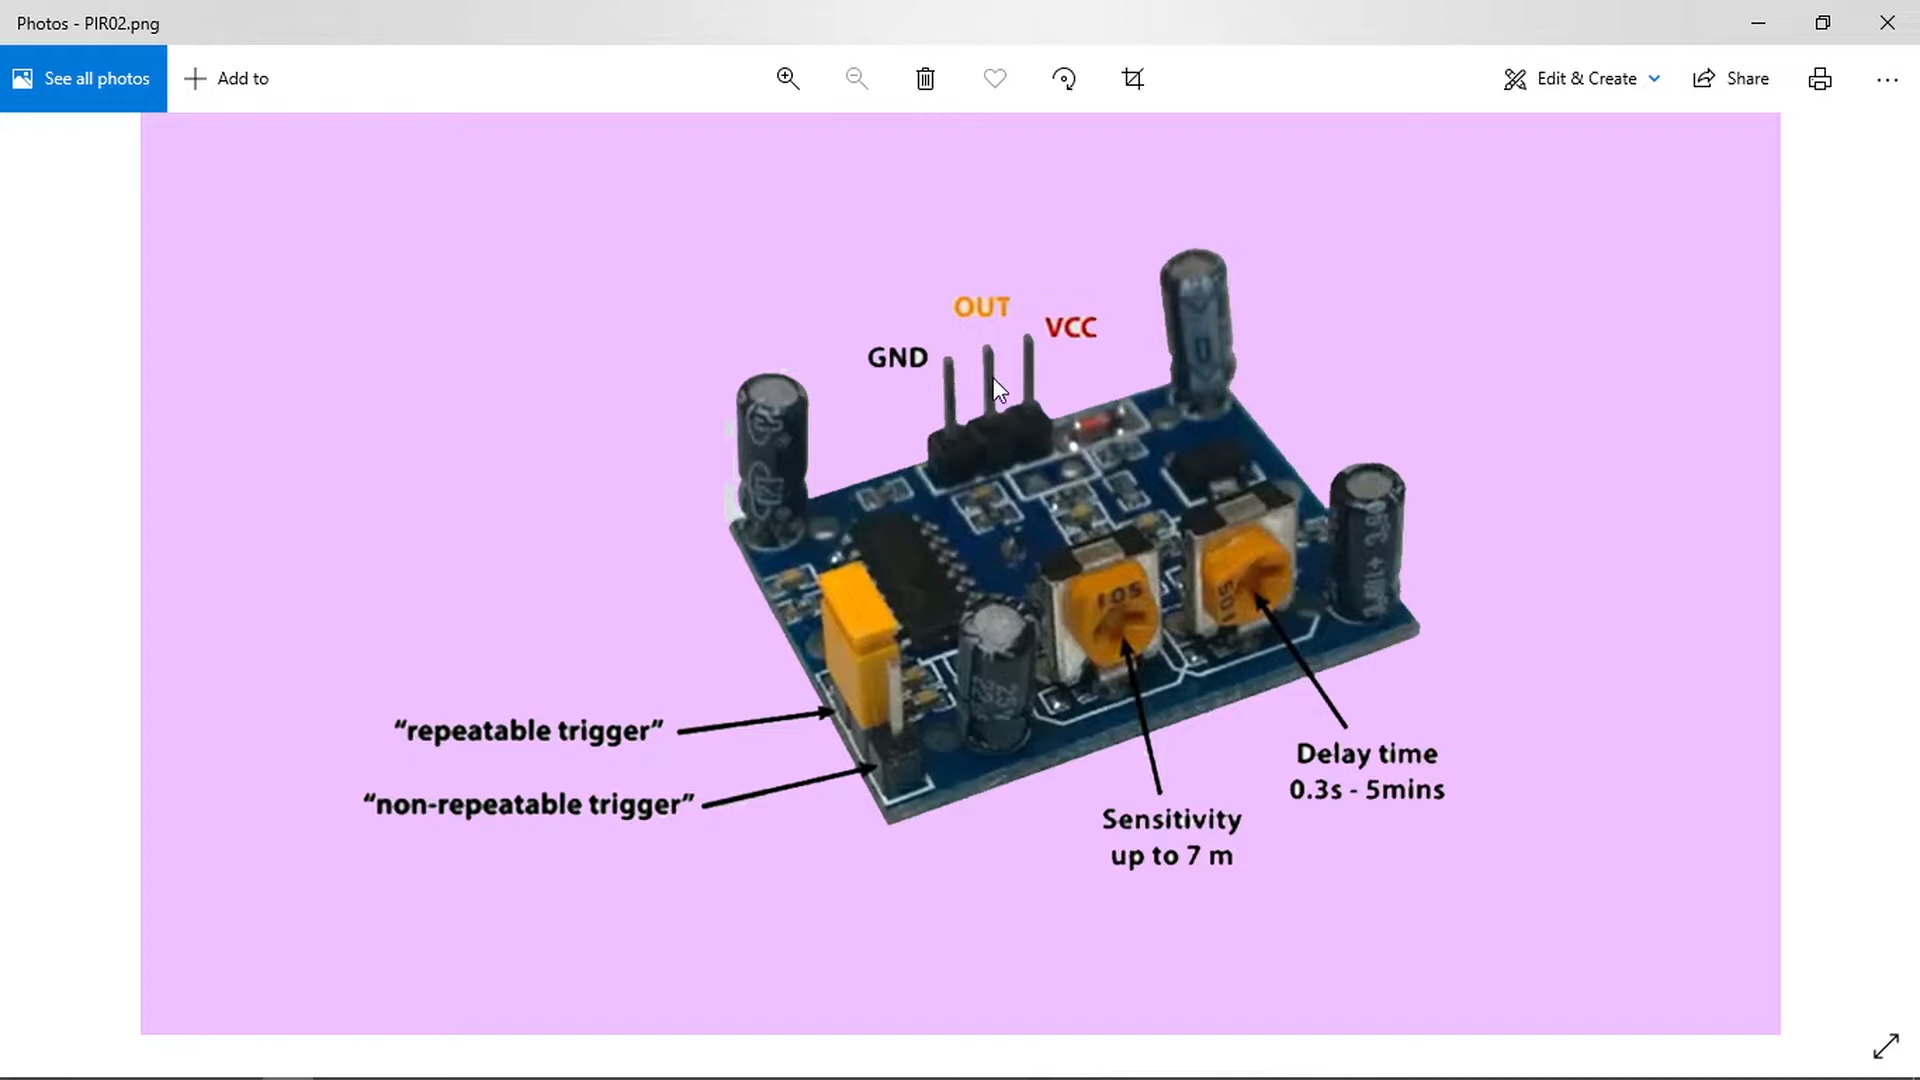 Photos - PIR02.png
See all photos
Add to
Edit & Create
Share
OUT
VCC
GND
105
105
"repeatable trigger"
"non-repeatable trigger"
Delay time
0.3s - 5mins
Sensitivity
up to 7 m